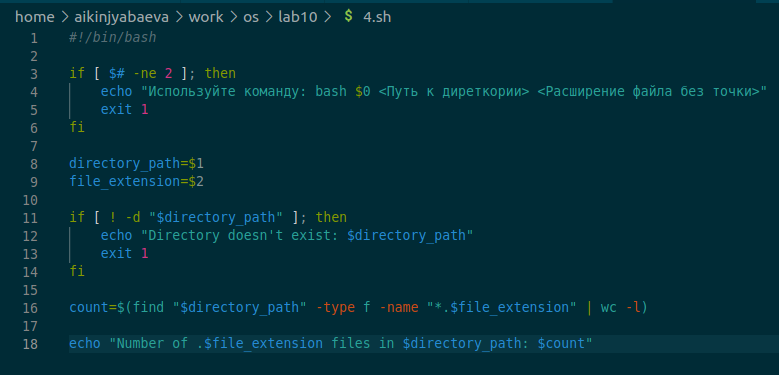 home > aikinjyabaeva > work > os > lab10 > $ 4.sh
1 #!/bin/bash
2
3 if [ $# -ne 2 ]; then
4     echo "Используйте команду: bash $0 <Путь к диреткории> <Расширение файла без точки>"
5     exit 1
6 fi
7
8 directory_path=$1
9 file_extension=$2
10
11 if [ ! -d "$directory_path" ]; then
12     echo "Directory doesn't exist: $directory_path"
13     exit 1
14 fi
15
16 count=$(find "$directory_path" -type f -name "*.$file_extension" | wc -l)
17
18 echo "Number of .$file_extension files in $directory_path: $count"